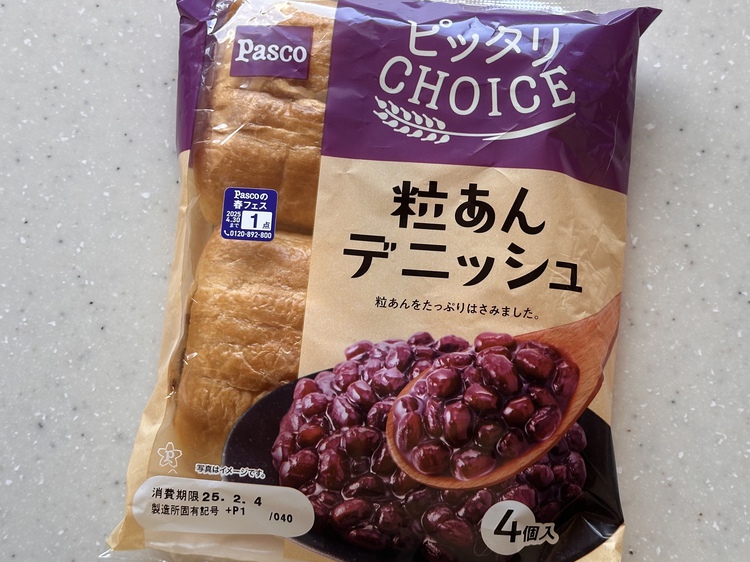 Pasco
ピッタリ
CHOICE
Pascoの
春フェス
2025
4.30
まで
1点
0120-892-800
粒あん
デニッシュ
粒あんをたっぷりはさみました。
写真はイメージです。
消費期限 25. 2. 4
製造所固有記号 +P1 /040
4個入